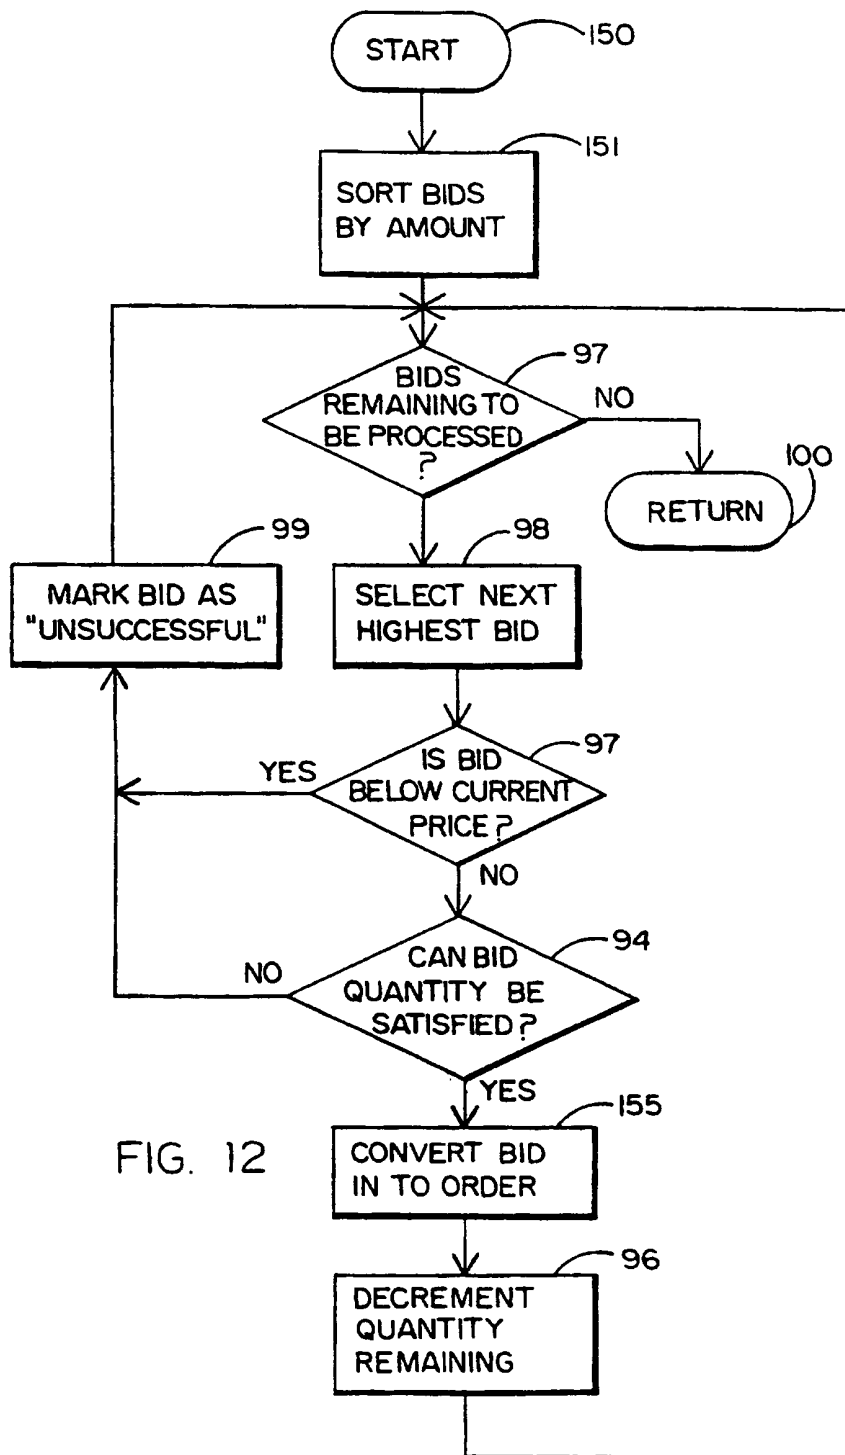 START
150
151
SORT BIDS
BY AMOUNT
97
BIDS
REMAINING TO
BE PROCESSED
?
NO
100
RETURN
99
MARK BID AS
"UNSUCCESSFUL"
98
SELECT NEXT
HIGHEST BID
97
YES
IS BID
BELOW CURRENT
PRICE?
NO
94
NO
CAN BID
QUANTITY BE
SATISFIED?
YES
155
FIG. 12
CONVERT BID
IN TO ORDER
96
DECREMENT
QUANTITY
REMAINING